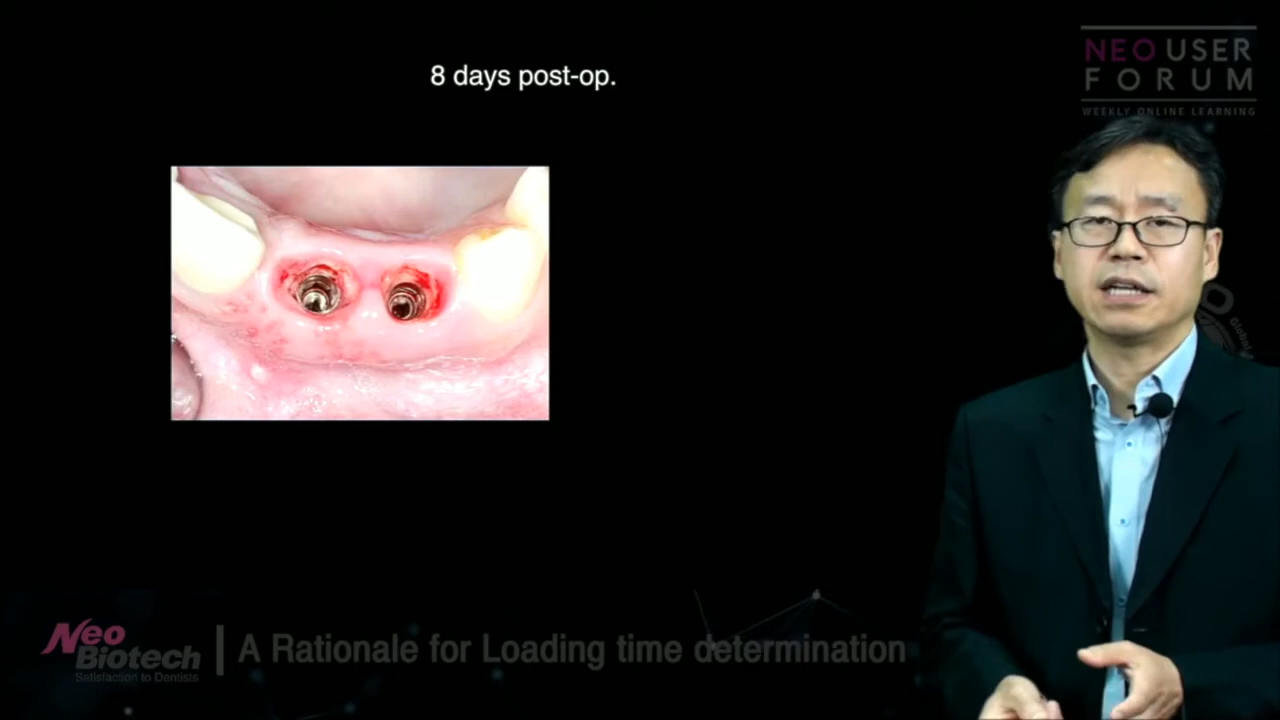 8 days post-op.
NEO USER
FORUM
WEEKLY ONLINE LEARNING
Neo
Biotech
Satisfaction to Dentists
A Rationale for Loading time determination